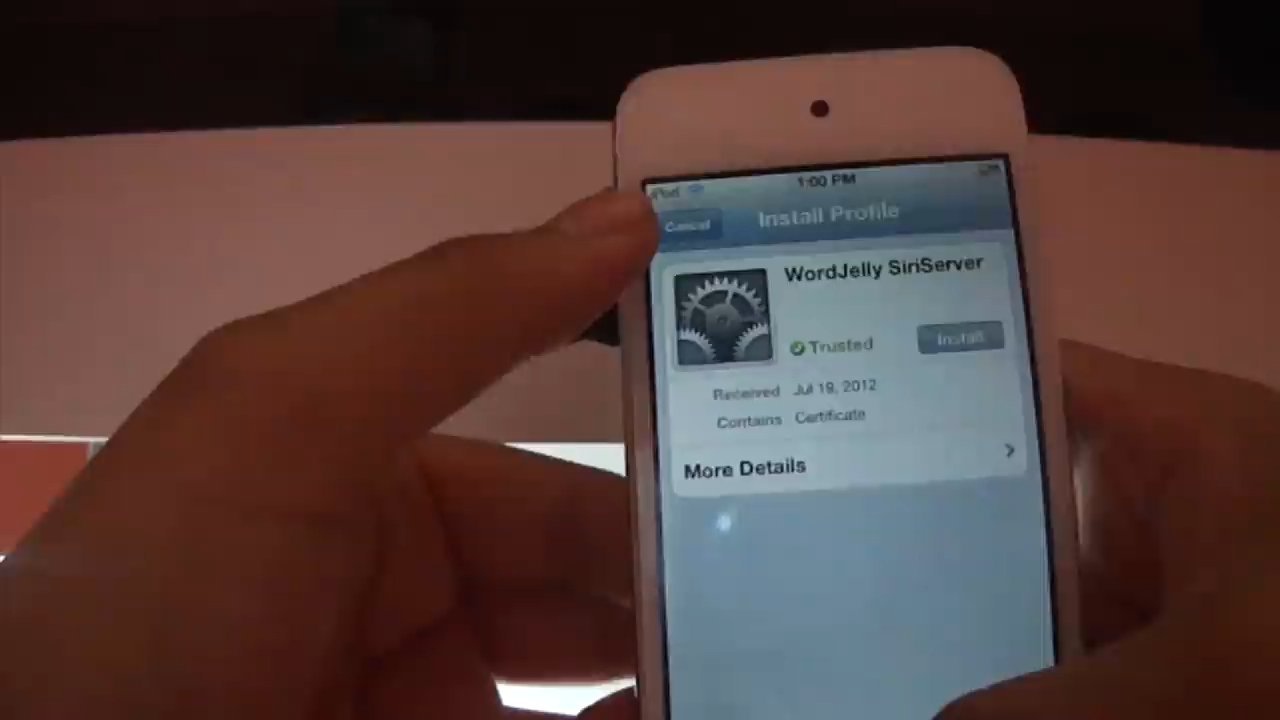 iPod 1:00 PM
Cancel Install Profile
WordJelly SiriServer
Trusted Install
Received Jul 19, 2012
Contains Certificate
More Details